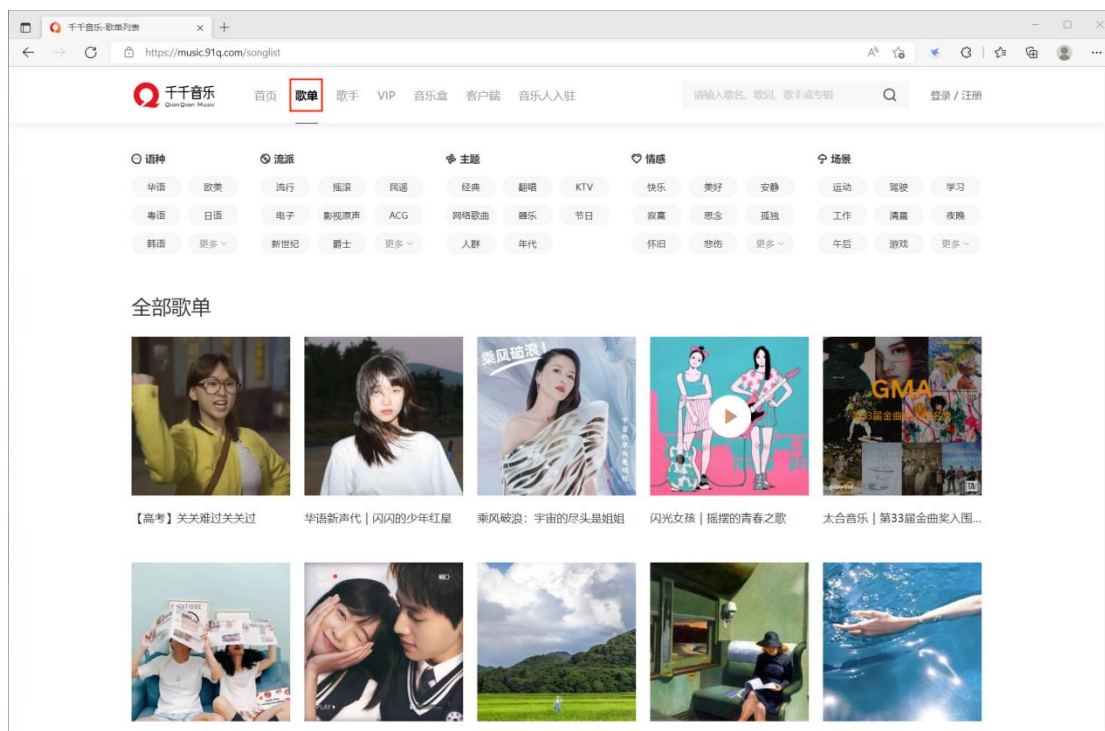 千千音乐-歌单列表
https://music.91q.com/songlist
千千音乐
QianQian Music
首页 歌单 歌手 VIP 音乐盒 客户端 音乐人入驻
请输入歌名、歌词、歌手或专辑
登录 / 注册
语种 流派 主题 情感 场景
华语 欧美 流行 摇滚 民谣 经典 翻唱 KTV 快乐 美好 安静 运动 驾驶 学习
粤语 日语 电子 影视原声 ACG 网络歌曲 器乐 节日 寂寞 思念 孤独 工作 清晨 夜晚
韩语 更多 新世纪 爵士 更多 人群 年代 怀旧 悲伤 更多 午后 游戏 更多
全部歌单
乘风破浪!
GMA
【高考】关关难过关关过
华语新声代 | 闪闪的少年红星
乘风破浪：宇宙的尽头是姐姐
闪光女孩 | 摇摆的青春之歌
太合音乐 | 第33届金曲奖入围...
PLAY